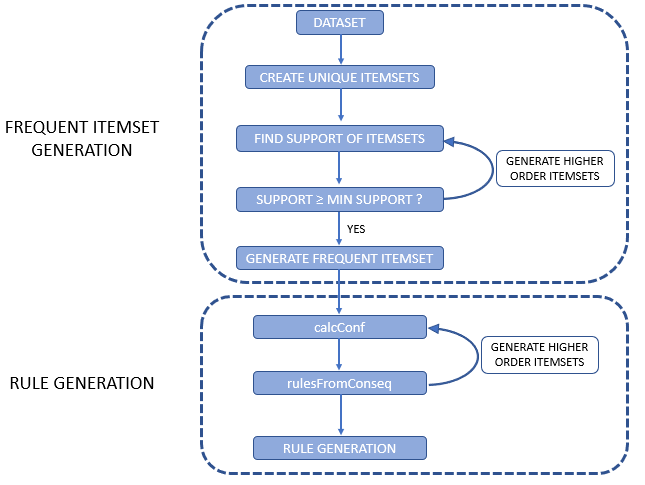 DATASET
CREATE UNIQUE ITEMSETS
FREQUENT ITEMSET
GENERATION
FIND SUPPORT OF ITEMSETS
GENERATE HIGHER
ORDER ITEMSETS
SUPPORT ≥ MIN SUPPORT ?
YES
GENERATE FREQUENT ITEMSET
calcConf
GENERATE HIGHER
ORDER ITEMSETS
RULE GENERATION
rulesFromConseq
RULE GENERATION